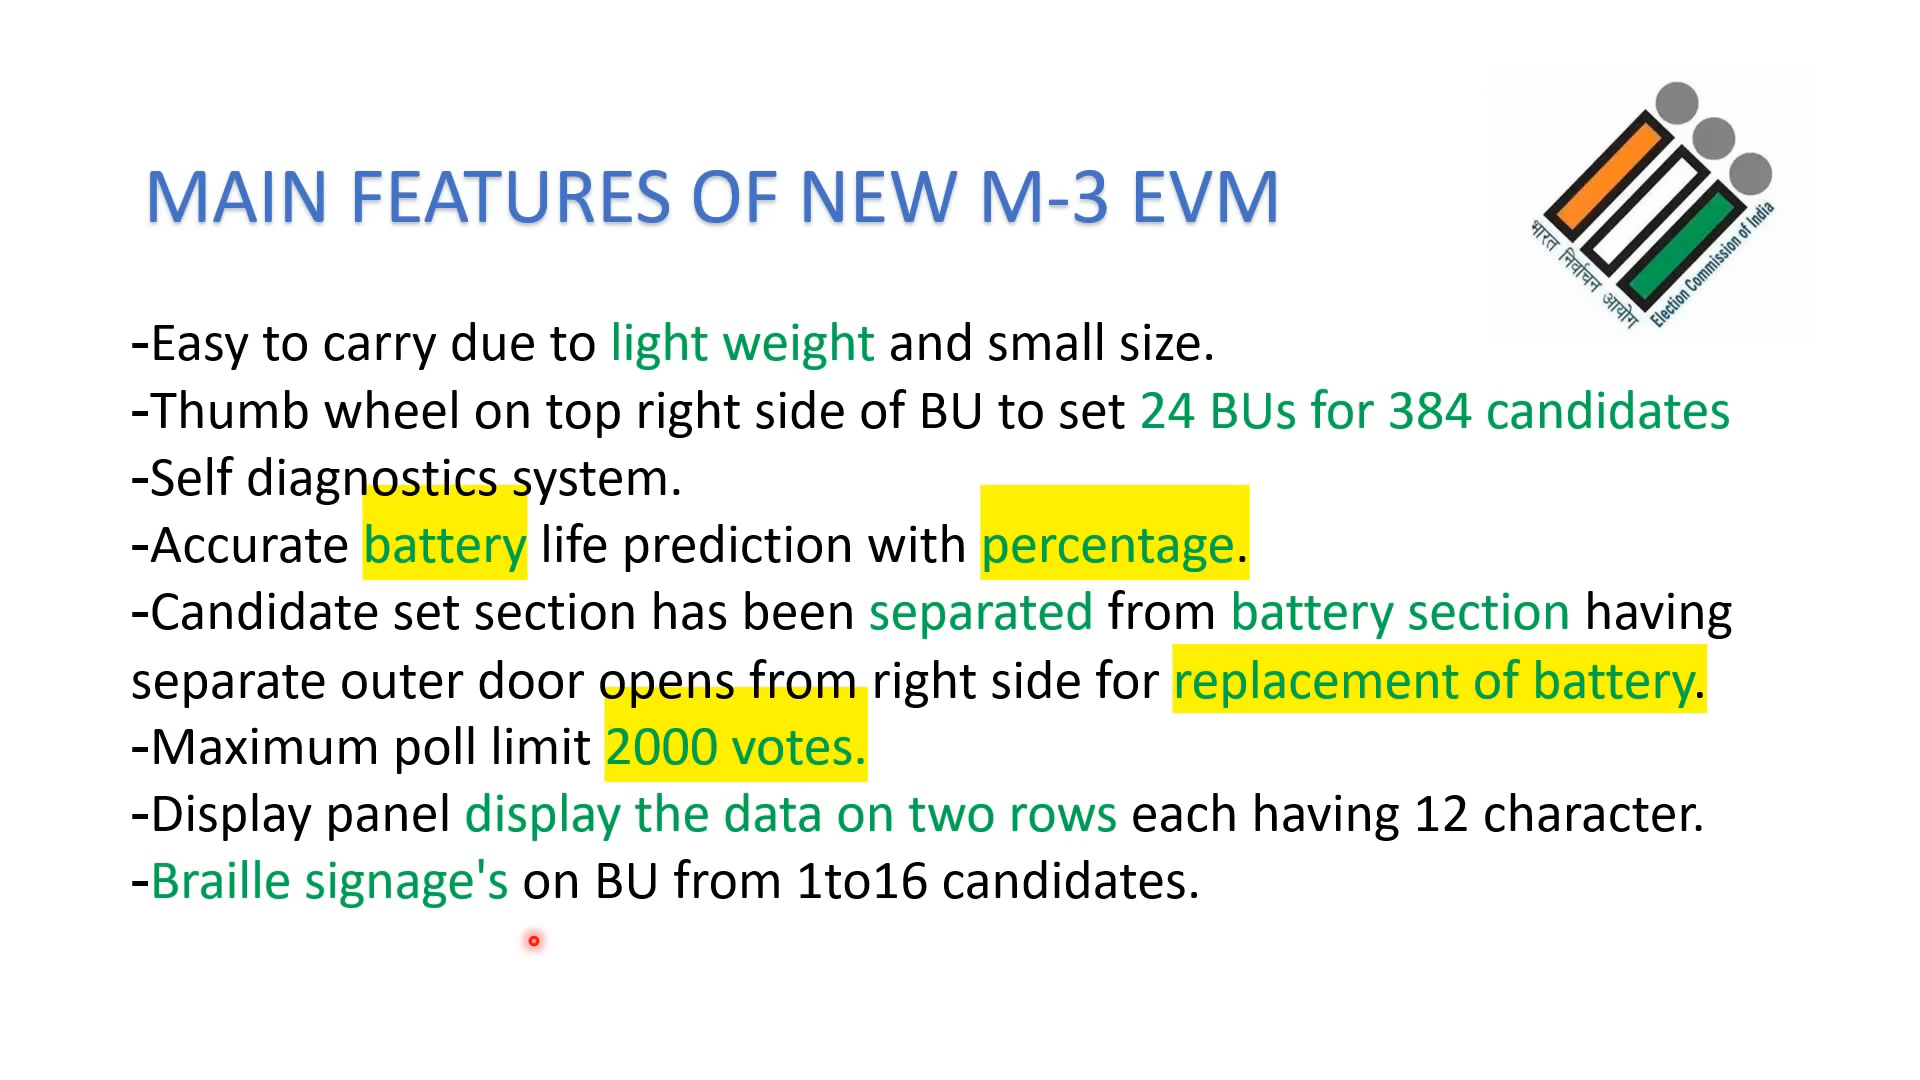 MAIN FEATURES OF NEW M-3 EVM
भारत निर्वाचन आयोग
Election Commission of India
-Easy to carry due to light weight and small size.
-Thumb wheel on top right side of BU to set 24 BUs for 384 candidates
-Self diagnostics system.
-Accurate battery life prediction with percentage.
-Candidate set section has been separated from battery section having
separate outer door opens from right side for replacement of battery.
-Maximum poll limit 2000 votes.
-Display panel display the data on two rows each having 12 character.
-Braille signage's on BU from 1to16 candidates.